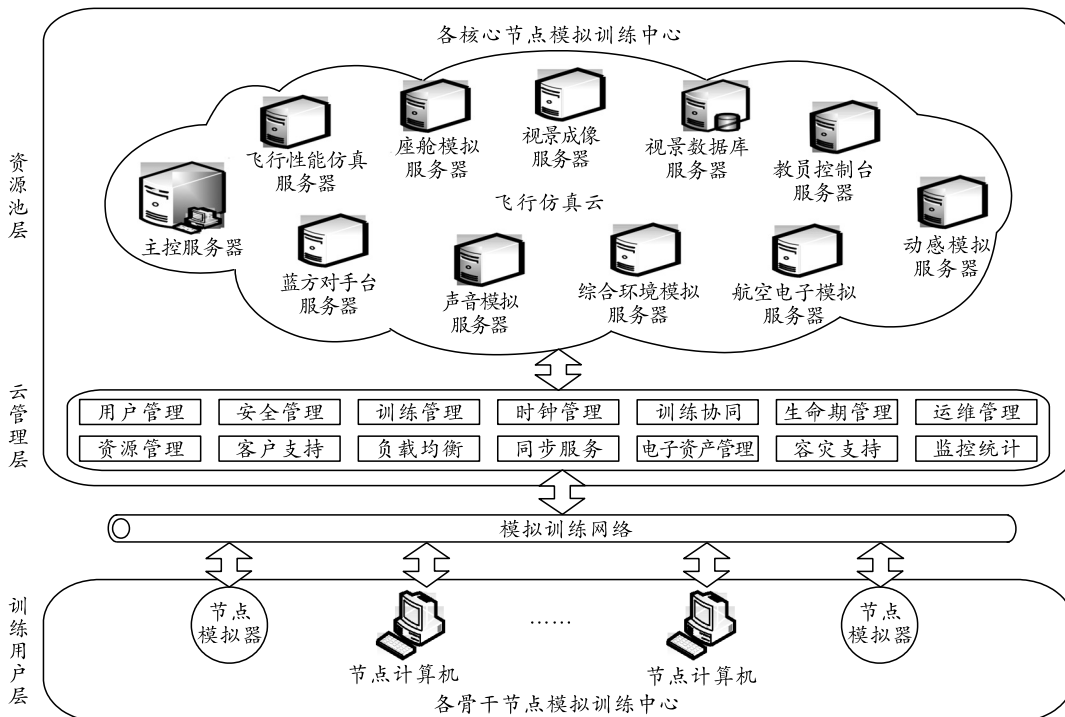 各核心节点模拟训练中心
资源池层
飞行性能仿真
服务器
座舱模拟
服务器
视景成像
服务器
视景数据库
服务器
教员控制台
服务器
主控服务器
飞行仿真云
动感模拟
服务器
蓝方对手台
服务器
声音模拟
服务器
综合环境模拟
服务器
航空电子模拟
服务器
云管理层
用户管理
安全管理
训练管理
时钟管理
训练协同
生命期管理
运维管理
资源管理
客户支持
负载均衡
同步服务
电子资产管理
容灾支持
监控统计
模拟训练网络
训练用户层
节点
模拟器
节点计算机
……
节点计算机
节点
模拟器
各骨干节点模拟训练中心